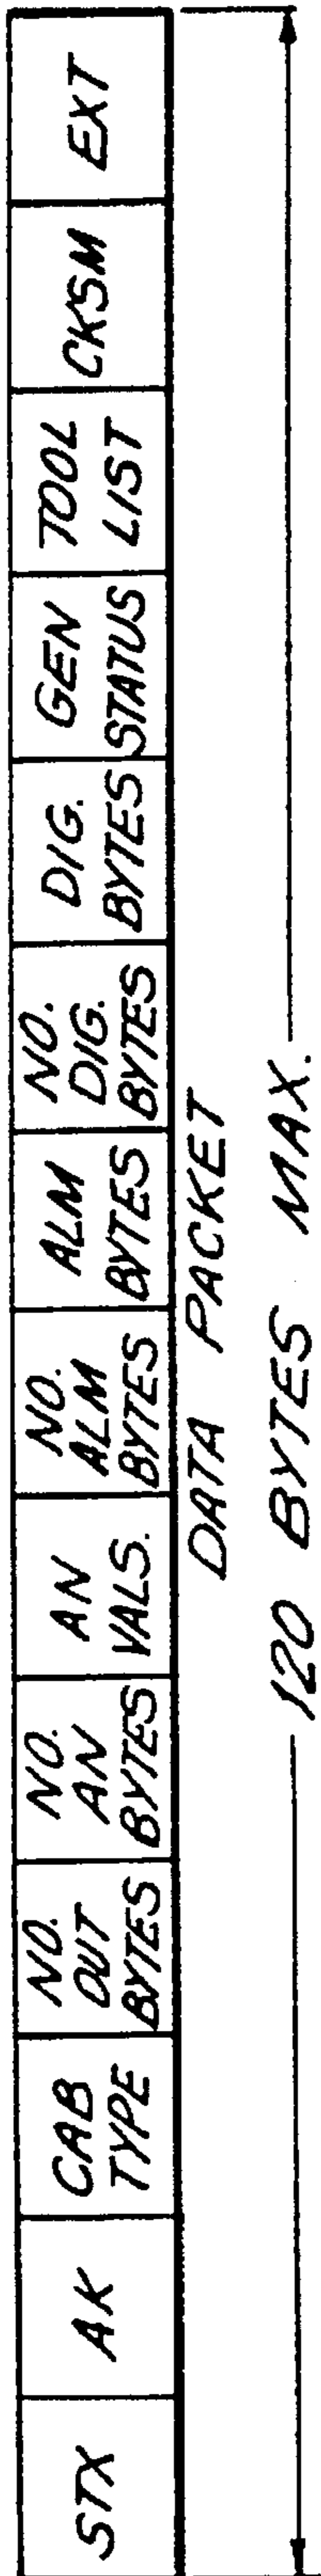 STX
AK
CAB
TYPE
NO.
OUT
BYTES
NO.
AN
BYTES
AN
VALS.
NO.
ALM
BYTES
ALM
BYTES
NO.
DIG.
BYTES
DIG.
BYTES
GEN
STATUS
TOOL
LIST
CKSM
EXT
DATA PACKET
120 BYTES MAX.